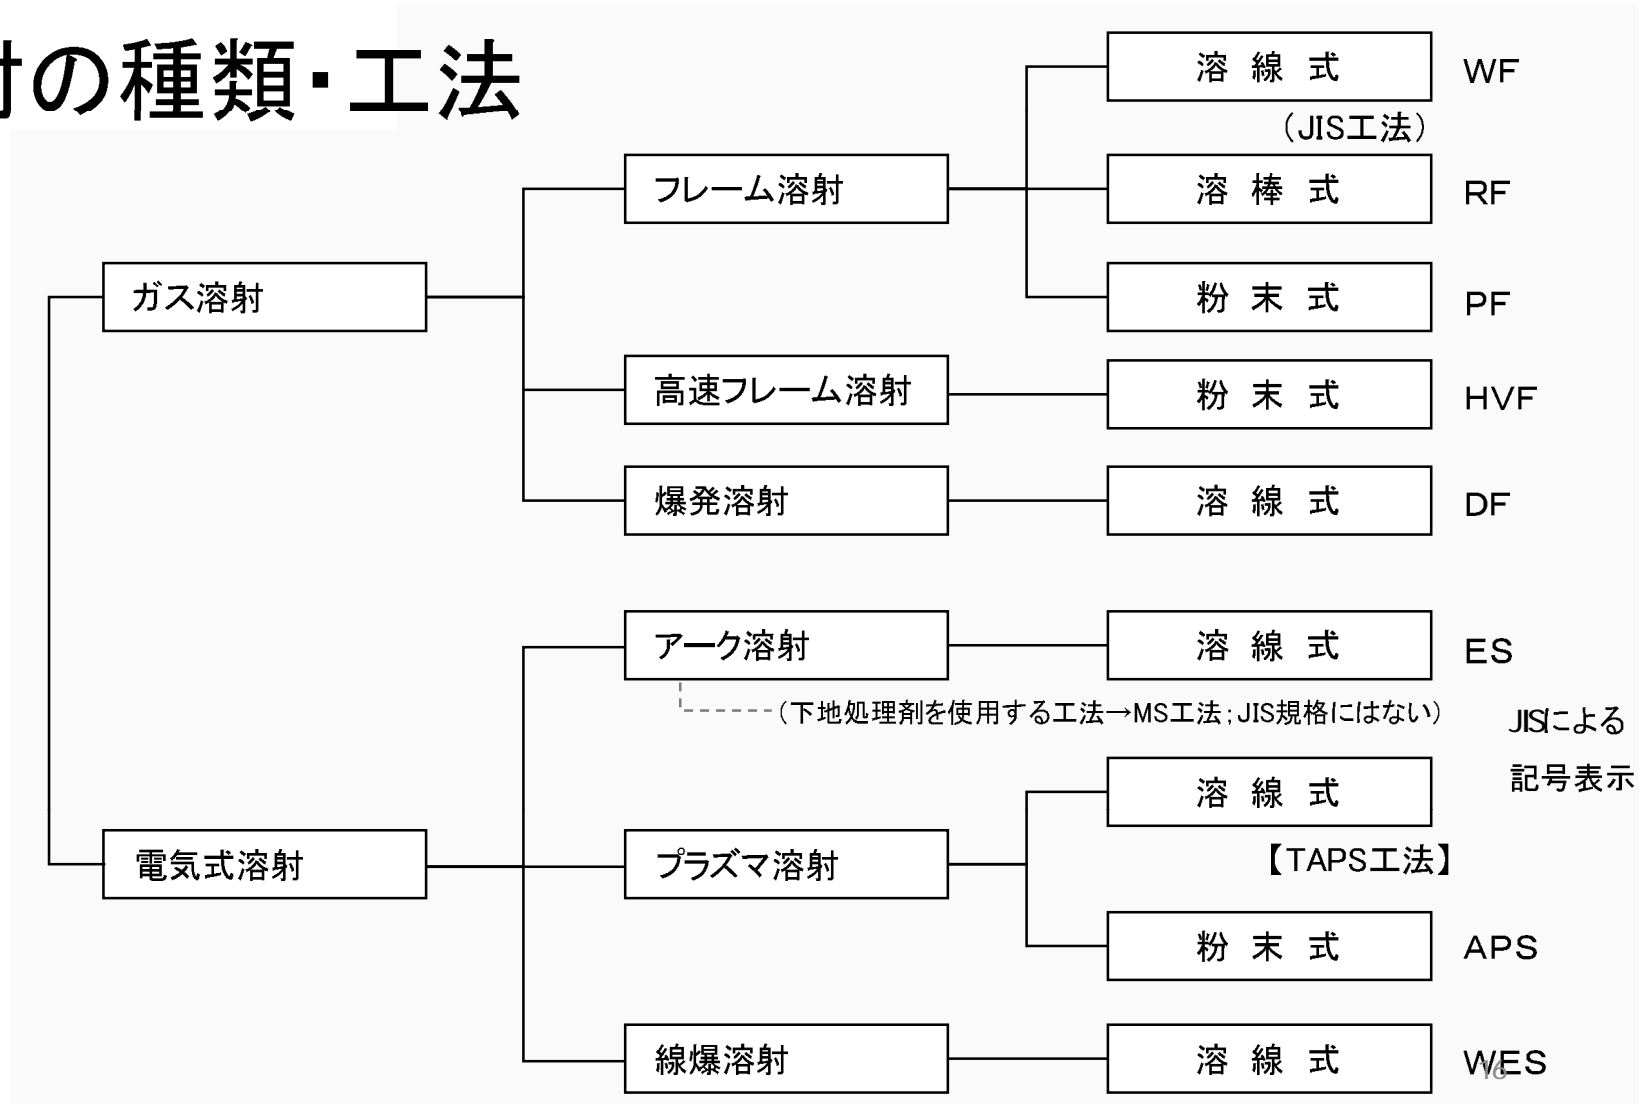 射の種類・工法
溶 線 式 WF
(JIS工法)
フレーム溶射 溶 棒 式 RF
ガス溶射 粉 末 式 PF
高速フレーム溶射 粉 末 式 HVF
爆発溶射 溶 線 式 DF
アーク溶射 溶 線 式 ES
(下地処理剤を使用する工法→MS工法;JIS規格にはない)
JISによる
記号表示
溶 線 式
電気式溶射 プラズマ溶射 【TAPS工法】
粉 末 式 APS
線爆溶射 溶 線 式 WES
16